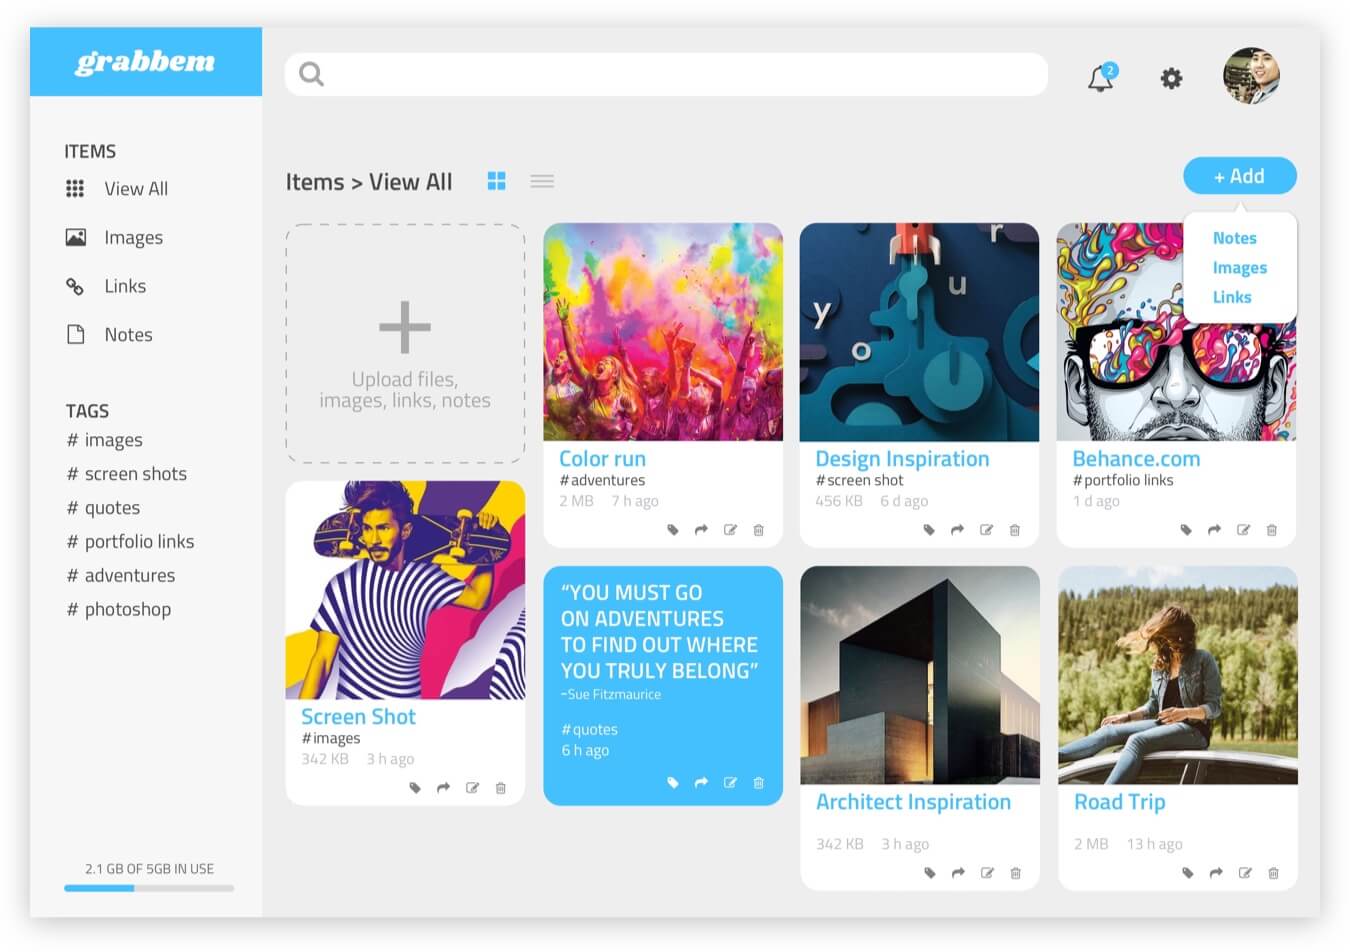 grabbem
2
ITEMS
View All
Images
Links
Notes
TAGS
# images
# screen shots
# quotes
# portfolio links
# adventures
# photoshop
2.1 GB OF 5GB IN USE
Items > View All
+ Add
Notes
Images
Links
Upload files,
images, links, notes
Color run
#adventures
2 MB 7 h ago
y
o
u
r
Design Inspiration
#screen shot
456 KB 6 d ago
Behance.com
#portfolio links
1 d ago
Screen Shot
#images
342 KB 3 h ago
“YOU MUST GO
ON ADVENTURES
TO FIND OUT WHERE
YOU TRULY BELONG”
~Sue Fitzmaurice
#quotes
6 h ago
Architect Inspiration
342 KB 3 h ago
Road Trip
2 MB 13 h ago